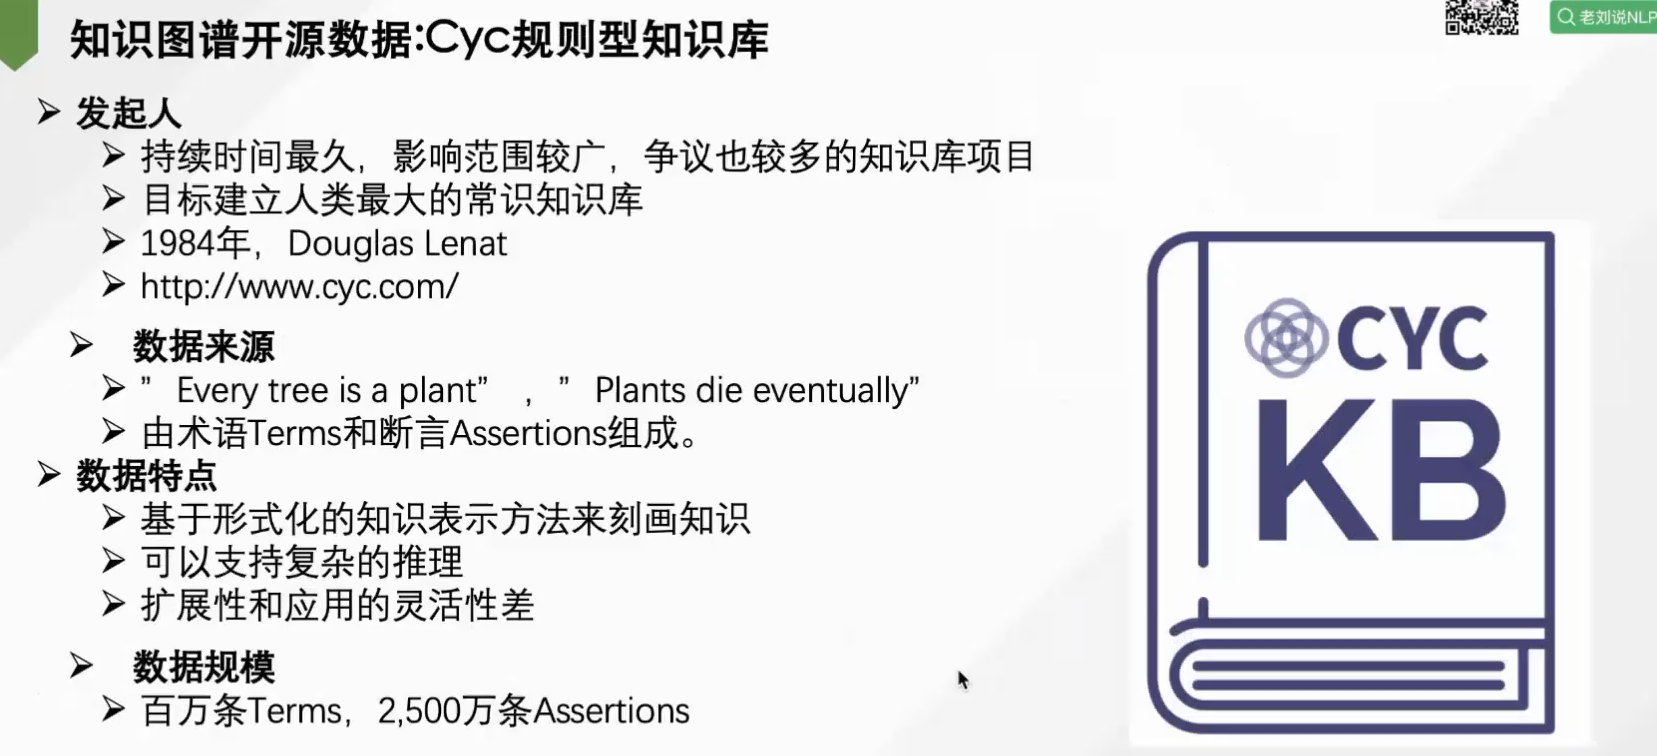 知识图谱开源数据:Cyc规则型知识库
老刘说NLP
发起人
持续时间最久，影响范围较广，争议也较多的知识库项目
目标建立人类最大的常识知识库
1984年，Douglas Lenat
http://www.cyc.com/
数据来源
” Every tree is a plant” ，” Plants die eventually”
由术语Terms和断言Assertions组成。
数据特点
基于形式化的知识表示方法来刻画知识
可以支持复杂的推理
扩展性和应用的灵活性差
数据规模
百万条Terms，2,500万条Assertions
CYC
KB